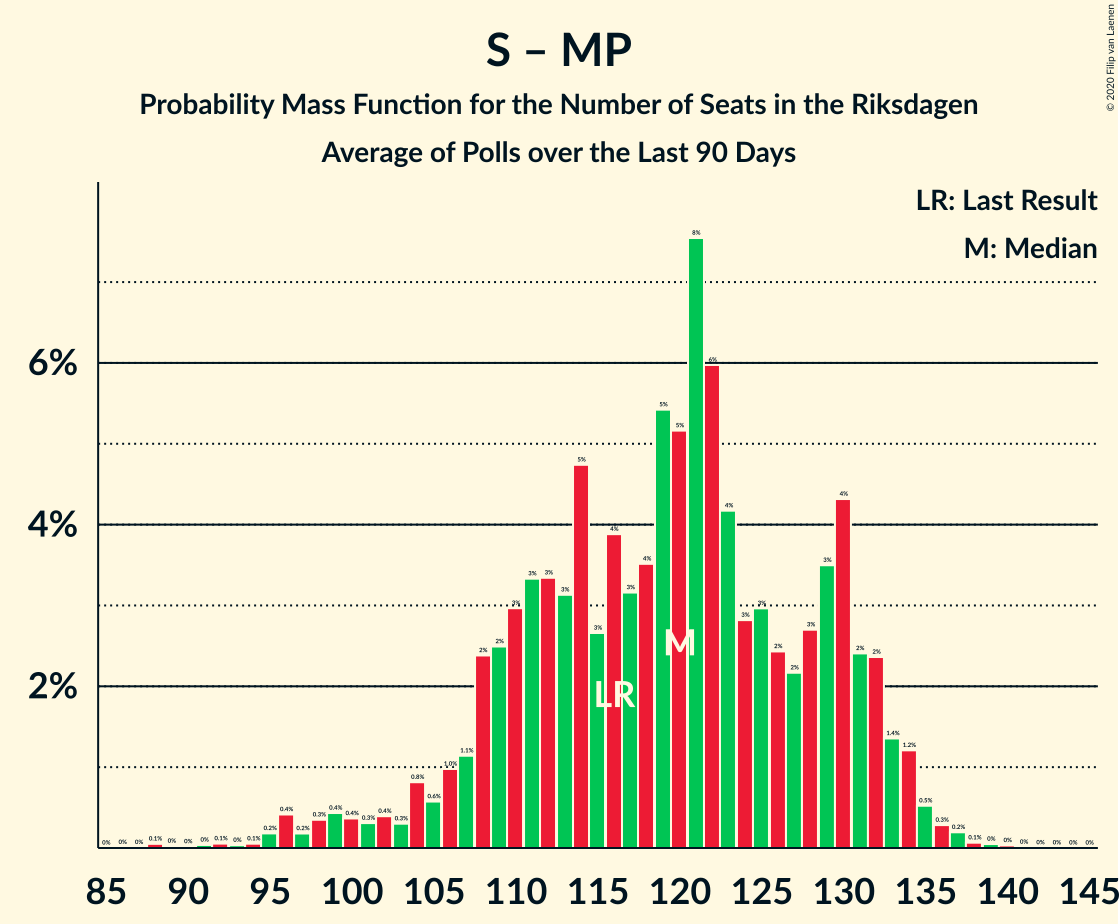 S – MP
Probability Mass Function for the Number of Seats in the Riksdagen
Average of Polls over the Last 90 Days
© 2020 Filip van Laenen
LR: Last Result
M: Median
6%
4%
2%
0% 0% 0% 0.1% 0% 0% 0% 0.1% 0% 0.1% 0.2% 0.4% 0.2% 0.3% 0.4% 0.4% 0.3% 0.4% 0.3% 0.8% 0.6% 1.0% 1.1% 2% 2% 3% 3% 3% 3% 5% 3% 4% 3% 4% 5% 5% 8% 6% 4% 3% 3% 2% 2% 3% 3% 4% 2% 2% 1.4% 1.2% 0.5% 0.3% 0.2% 0.1% 0% 0% 0% 0% 0% 0% 0%
M
LR
85 90 95 100 105 110 115 120 125 130 135 140 145